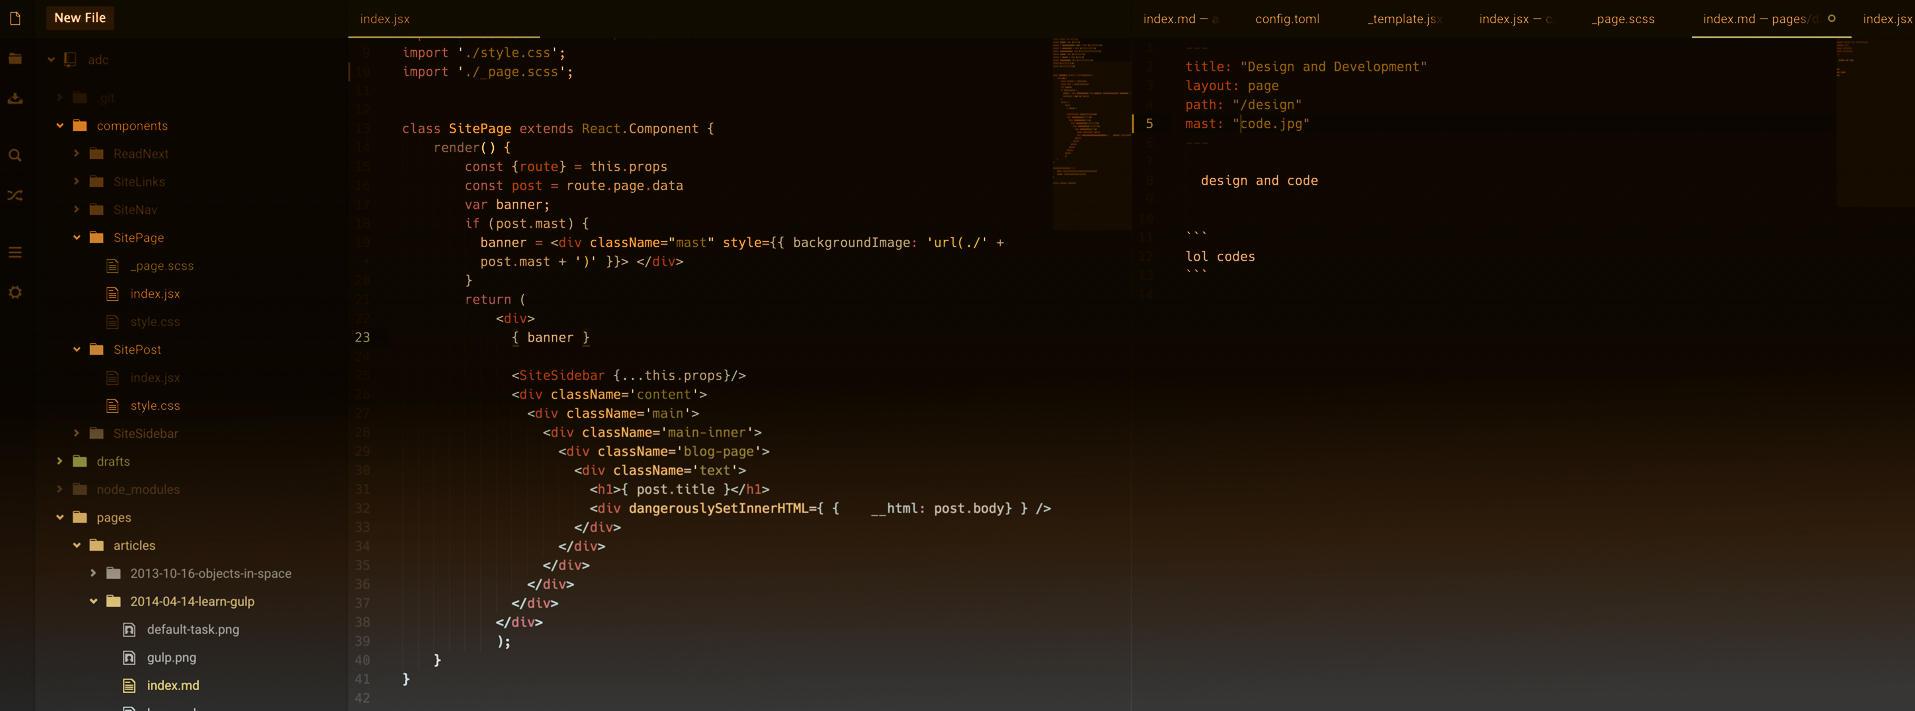 New File
adc
.git
components
ReadNext
SiteLinks
SiteNav
SitePage
_page.scss
index.jsx
style.css
SitePost
index.jsx
style.css
SiteSidebar
drafts
node_modules
pages
articles
2013-10-16-objects-in-space
2014-04-14-learn-gulp
default-task.png
gulp.png
index.md
index.jsx
9 import './style.css';
10 import './_page.scss';
11
12
13 class SitePage extends React.Component {
14 render() {
15 const {route} = this.props
16 const post = route.page.data
17 var banner;
18 if (post.mast) {
19 banner = <div className="mast" style={{ backgroundImage: 'url(./' +
post.mast + ')' }}> </div>
20 }
21 return (
22 <div>
23 { banner }
24
25 <SiteSidebar {...this.props}/>
26 <div className='content'>
27 <div className='main'>
28 <div className='main-inner'>
29 <div className='blog-page'>
30 <div className='text'>
31 <h1>{ post.title }</h1>
32 <div dangerouslySetInnerHTML={ { __html: post.body} } />
33 </div>
34 </div>
35 </div>
36 </div>
37 </div>
38 </div>
39 );
40 }
41 }
42
index.md — a
config.toml
_template.jsx
index.jsx — c
_page.scss
index.md — pages/d
index.jsx
1 ---
2 title: "Design and Development"
3 layout: page
4 path: "/design"
5 mast: "code.jpg"
6 ---
7
8 design and code
9
10
11 ```
12 lol codes
13 ```
14